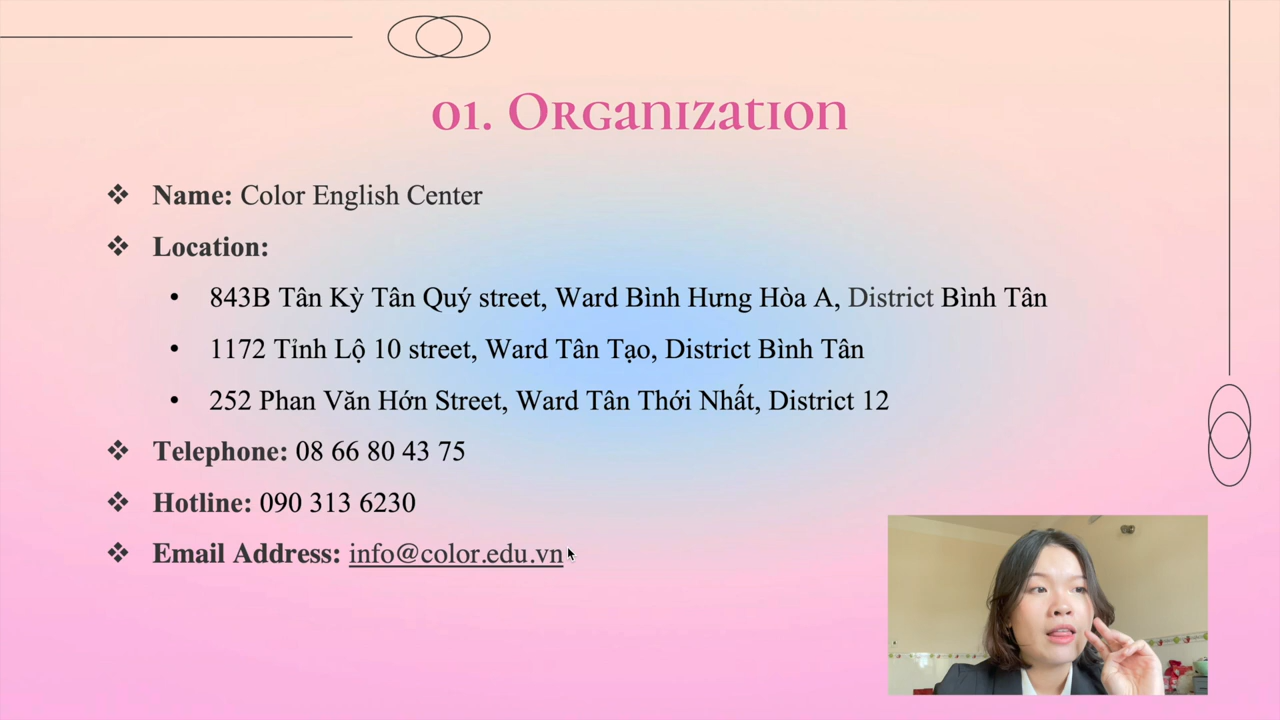 01. Organization
❖ Name: Color English Center
❖ Location:
• 843B Tân Kỳ Tân Quý street, Ward Bình Hưng Hòa A, District Bình Tân
• 1172 Tỉnh Lộ 10 street, Ward Tân Tạo, District Bình Tân
• 252 Phan Văn Hớn Street, Ward Tân Thới Nhất, District 12
❖ Telephone: 08 66 80 43 75
❖ Hotline: 090 313 6230
❖ Email Address: info@color.edu.vn